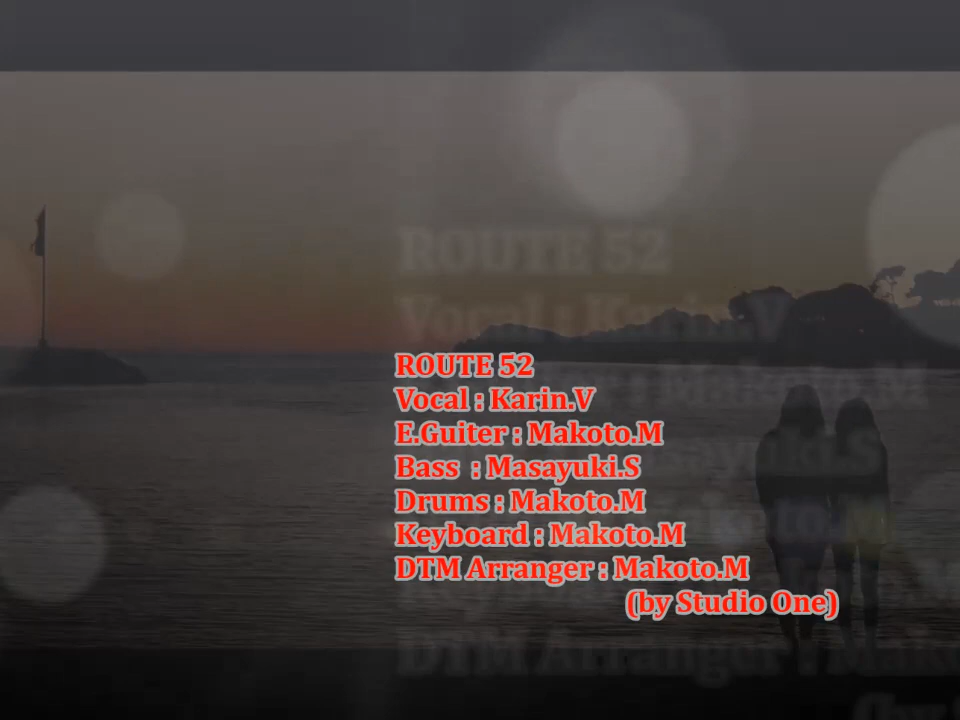 ROUTE 52
Vocal : Karin.V
E.Guiter : Makoto.M
Bass : Masayuki.S
Drums : Makoto.M
Keyboard : Makoto.M
DTM Arranger : Makoto.M
(by Studio One)